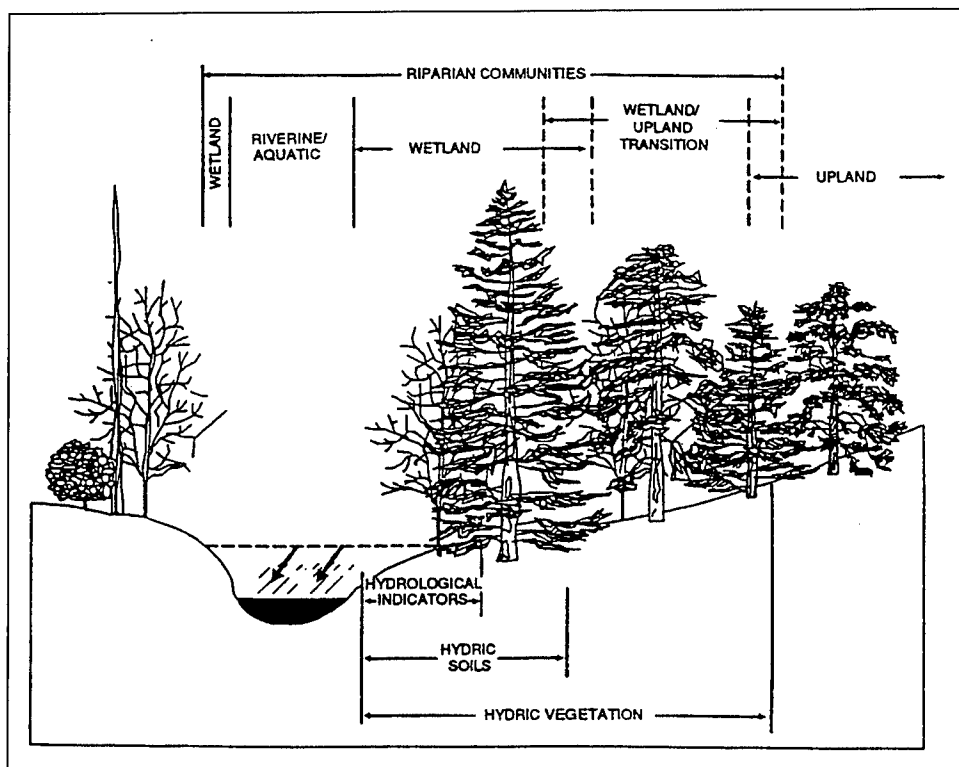 RIPARIAN COMMUNITIES
WETLAND
RIVERINE/
AQUATIC
WETLAND
WETLAND/
UPLAND
TRANSITION
UPLAND
HYDROLOGICAL
INDICATORS
HYDRIC
SOILS
HYDRIC VEGETATION